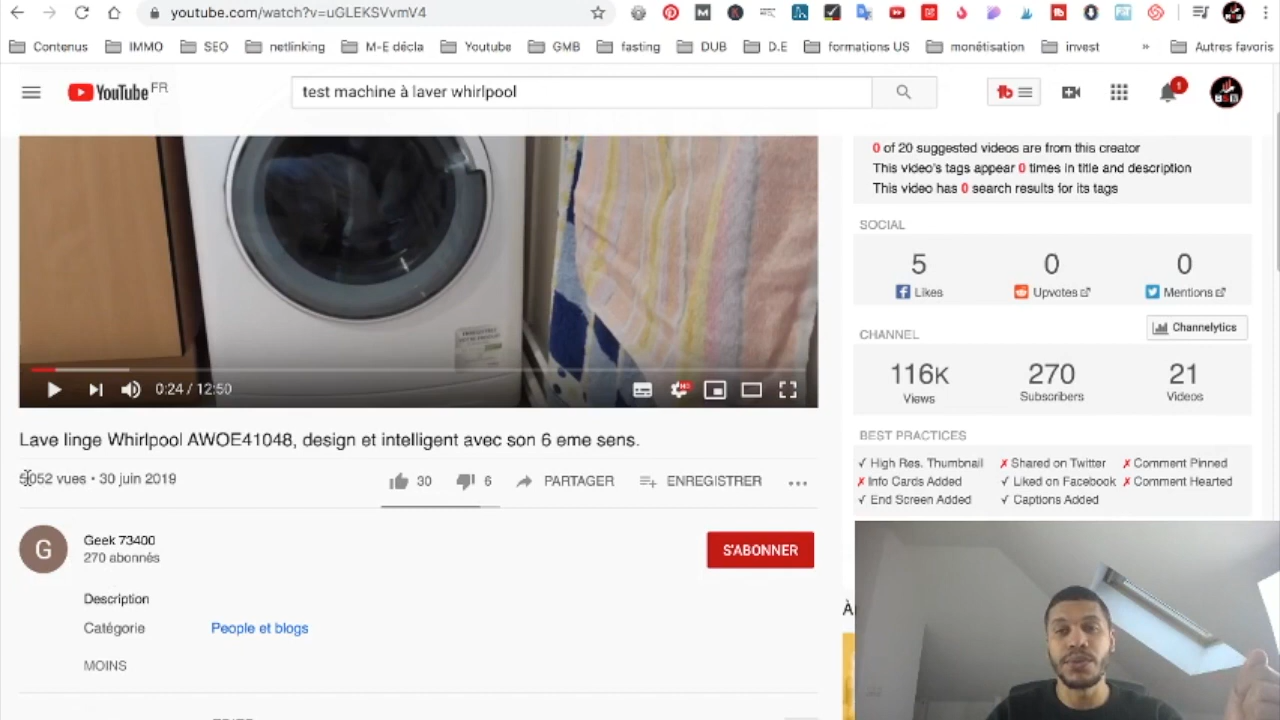 youtube.com/watch?v=uGLEKSVvmV4
Contenus IMMO SEO netlinking M-E décla Youtube GMB fasting DUB D.E formations US monétisation invest » Autres favoris
YouTube FR
test machine à laver whirlpool
1
0 of 20 suggested videos are from this creator
This video's tags appear 0 times in title and description
This video has 0 search results for its tags
SOCIAL
5 0 0
Likes Upvotes Mentions
CHANNEL Channelytics
116K 270 21
Views Subscribers Videos
BEST PRACTICES
✓ High Res. Thumbnail ✗ Shared on Twitter ✗ Comment Pinned
✗ Info Cards Added ✓ Liked on Facebook ✗ Comment Hearted
✓ End Screen Added ✓ Captions Added
0:24 / 12:50
HD
Lave linge Whirlpool AWOE41048, design et intelligent avec son 6 eme sens.
5052 vues • 30 juin 2019
30 6 PARTAGER ENREGISTRER
G
Geek 73400
270 abonnés
S'ABONNER
Description
Catégorie People et blogs
MOINS